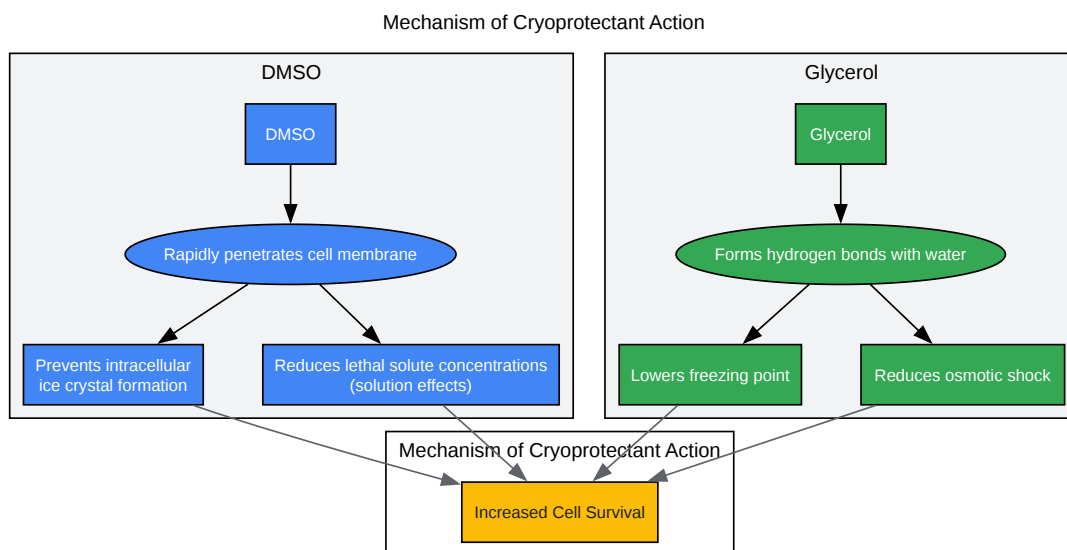 Mechanism of Cryoprotectant Action
DMSO
DMSO
Rapidly penetrates cell membrane
Prevents intracellular
ice crystal formation
Reduces lethal solute concentrations
(solution effects)
Glycerol
Glycerol
Forms hydrogen bonds with water
Lowers freezing point
Reduces osmotic shock
Mechanism of Cryoprotectant Action
Increased Cell Survival